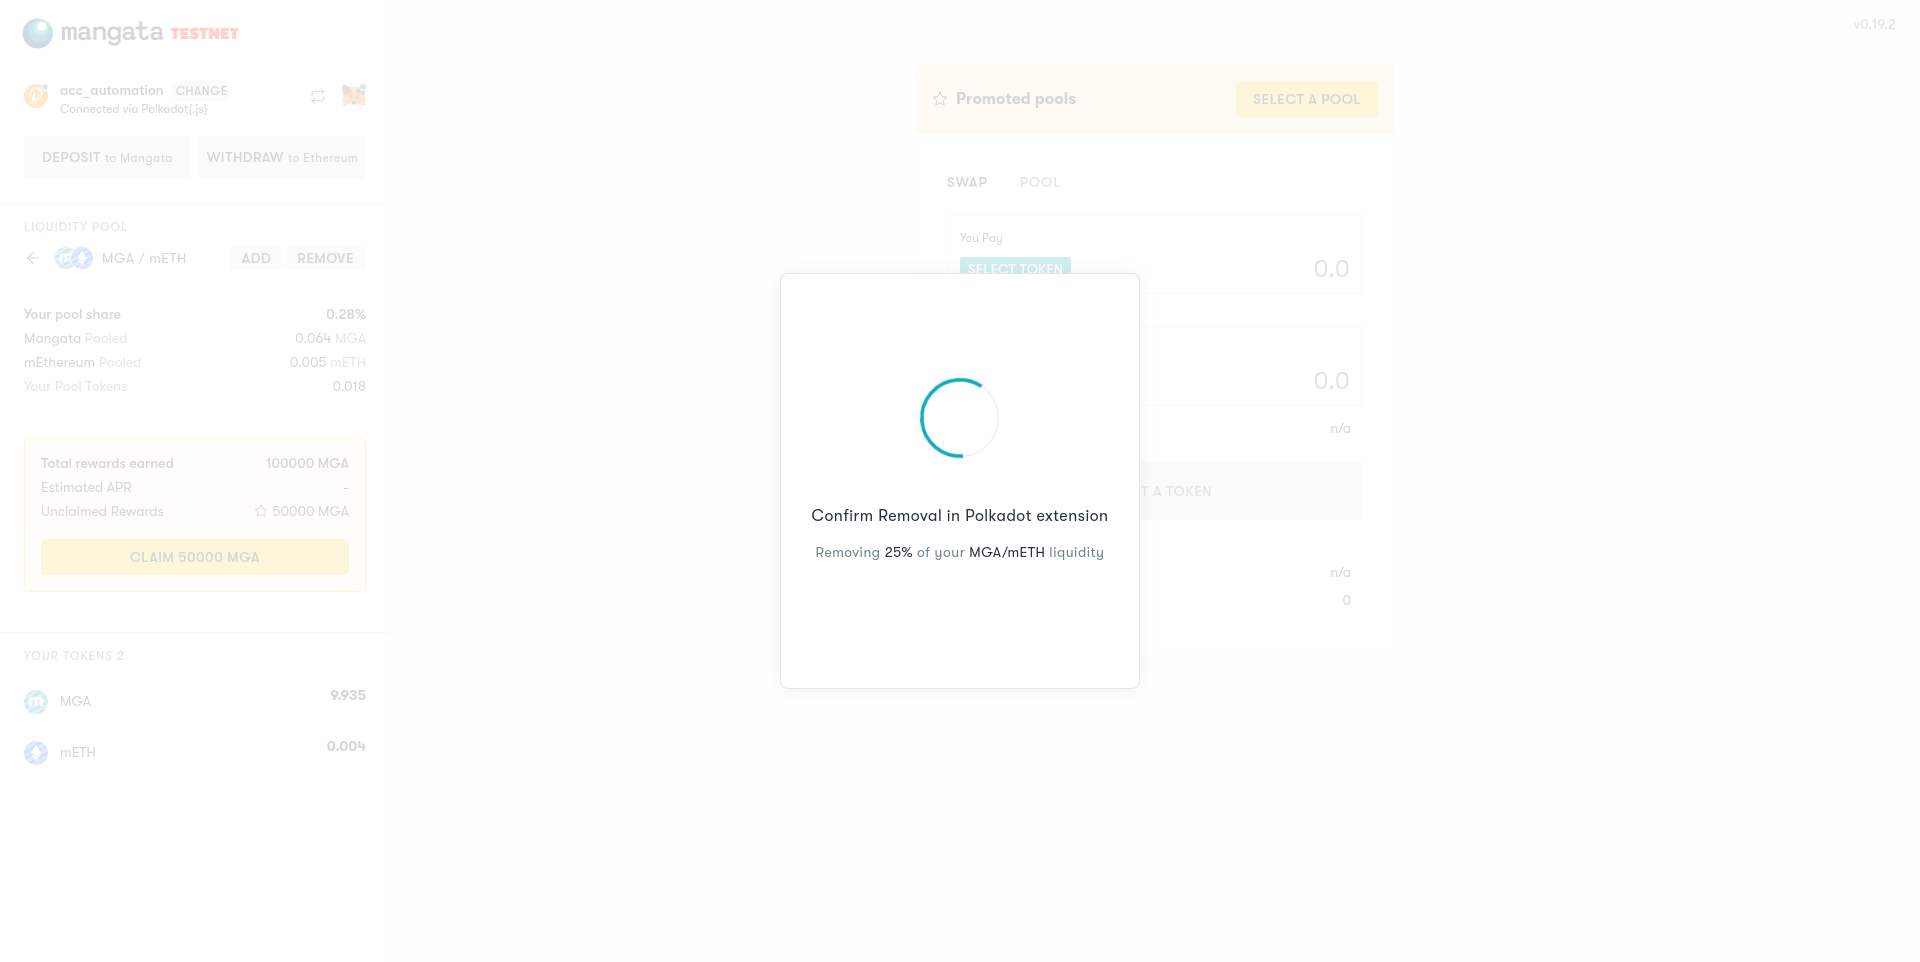 mangata TESTNET
v0.19.2
acc_automation CHANGE
Connected via Polkadot{.js}
DEPOSIT to Mangata
WITHDRAW to Ethereum
LIQUIDITY POOL
MGA / mETH
ADD
REMOVE
Your pool share 0.28%
Mangata Pooled 0.064 MGA
mEthereum Pooled 0.005 mETH
Your Pool Tokens 0.018
Total rewards earned 100000 MGA
Estimated APR -
Unclaimed Rewards 50000 MGA
CLAIM 50000 MGA
YOUR TOKENS 2
MGA 9.935
mETH 0.004
Promoted pools
SELECT A POOL
SWAP
POOL
You Pay
SELECT TOKEN
0.0
0.0
n/a
T A TOKEN
n/a
0
Confirm Removal in Polkadot extension
Removing 25% of your MGA/mETH liquidity